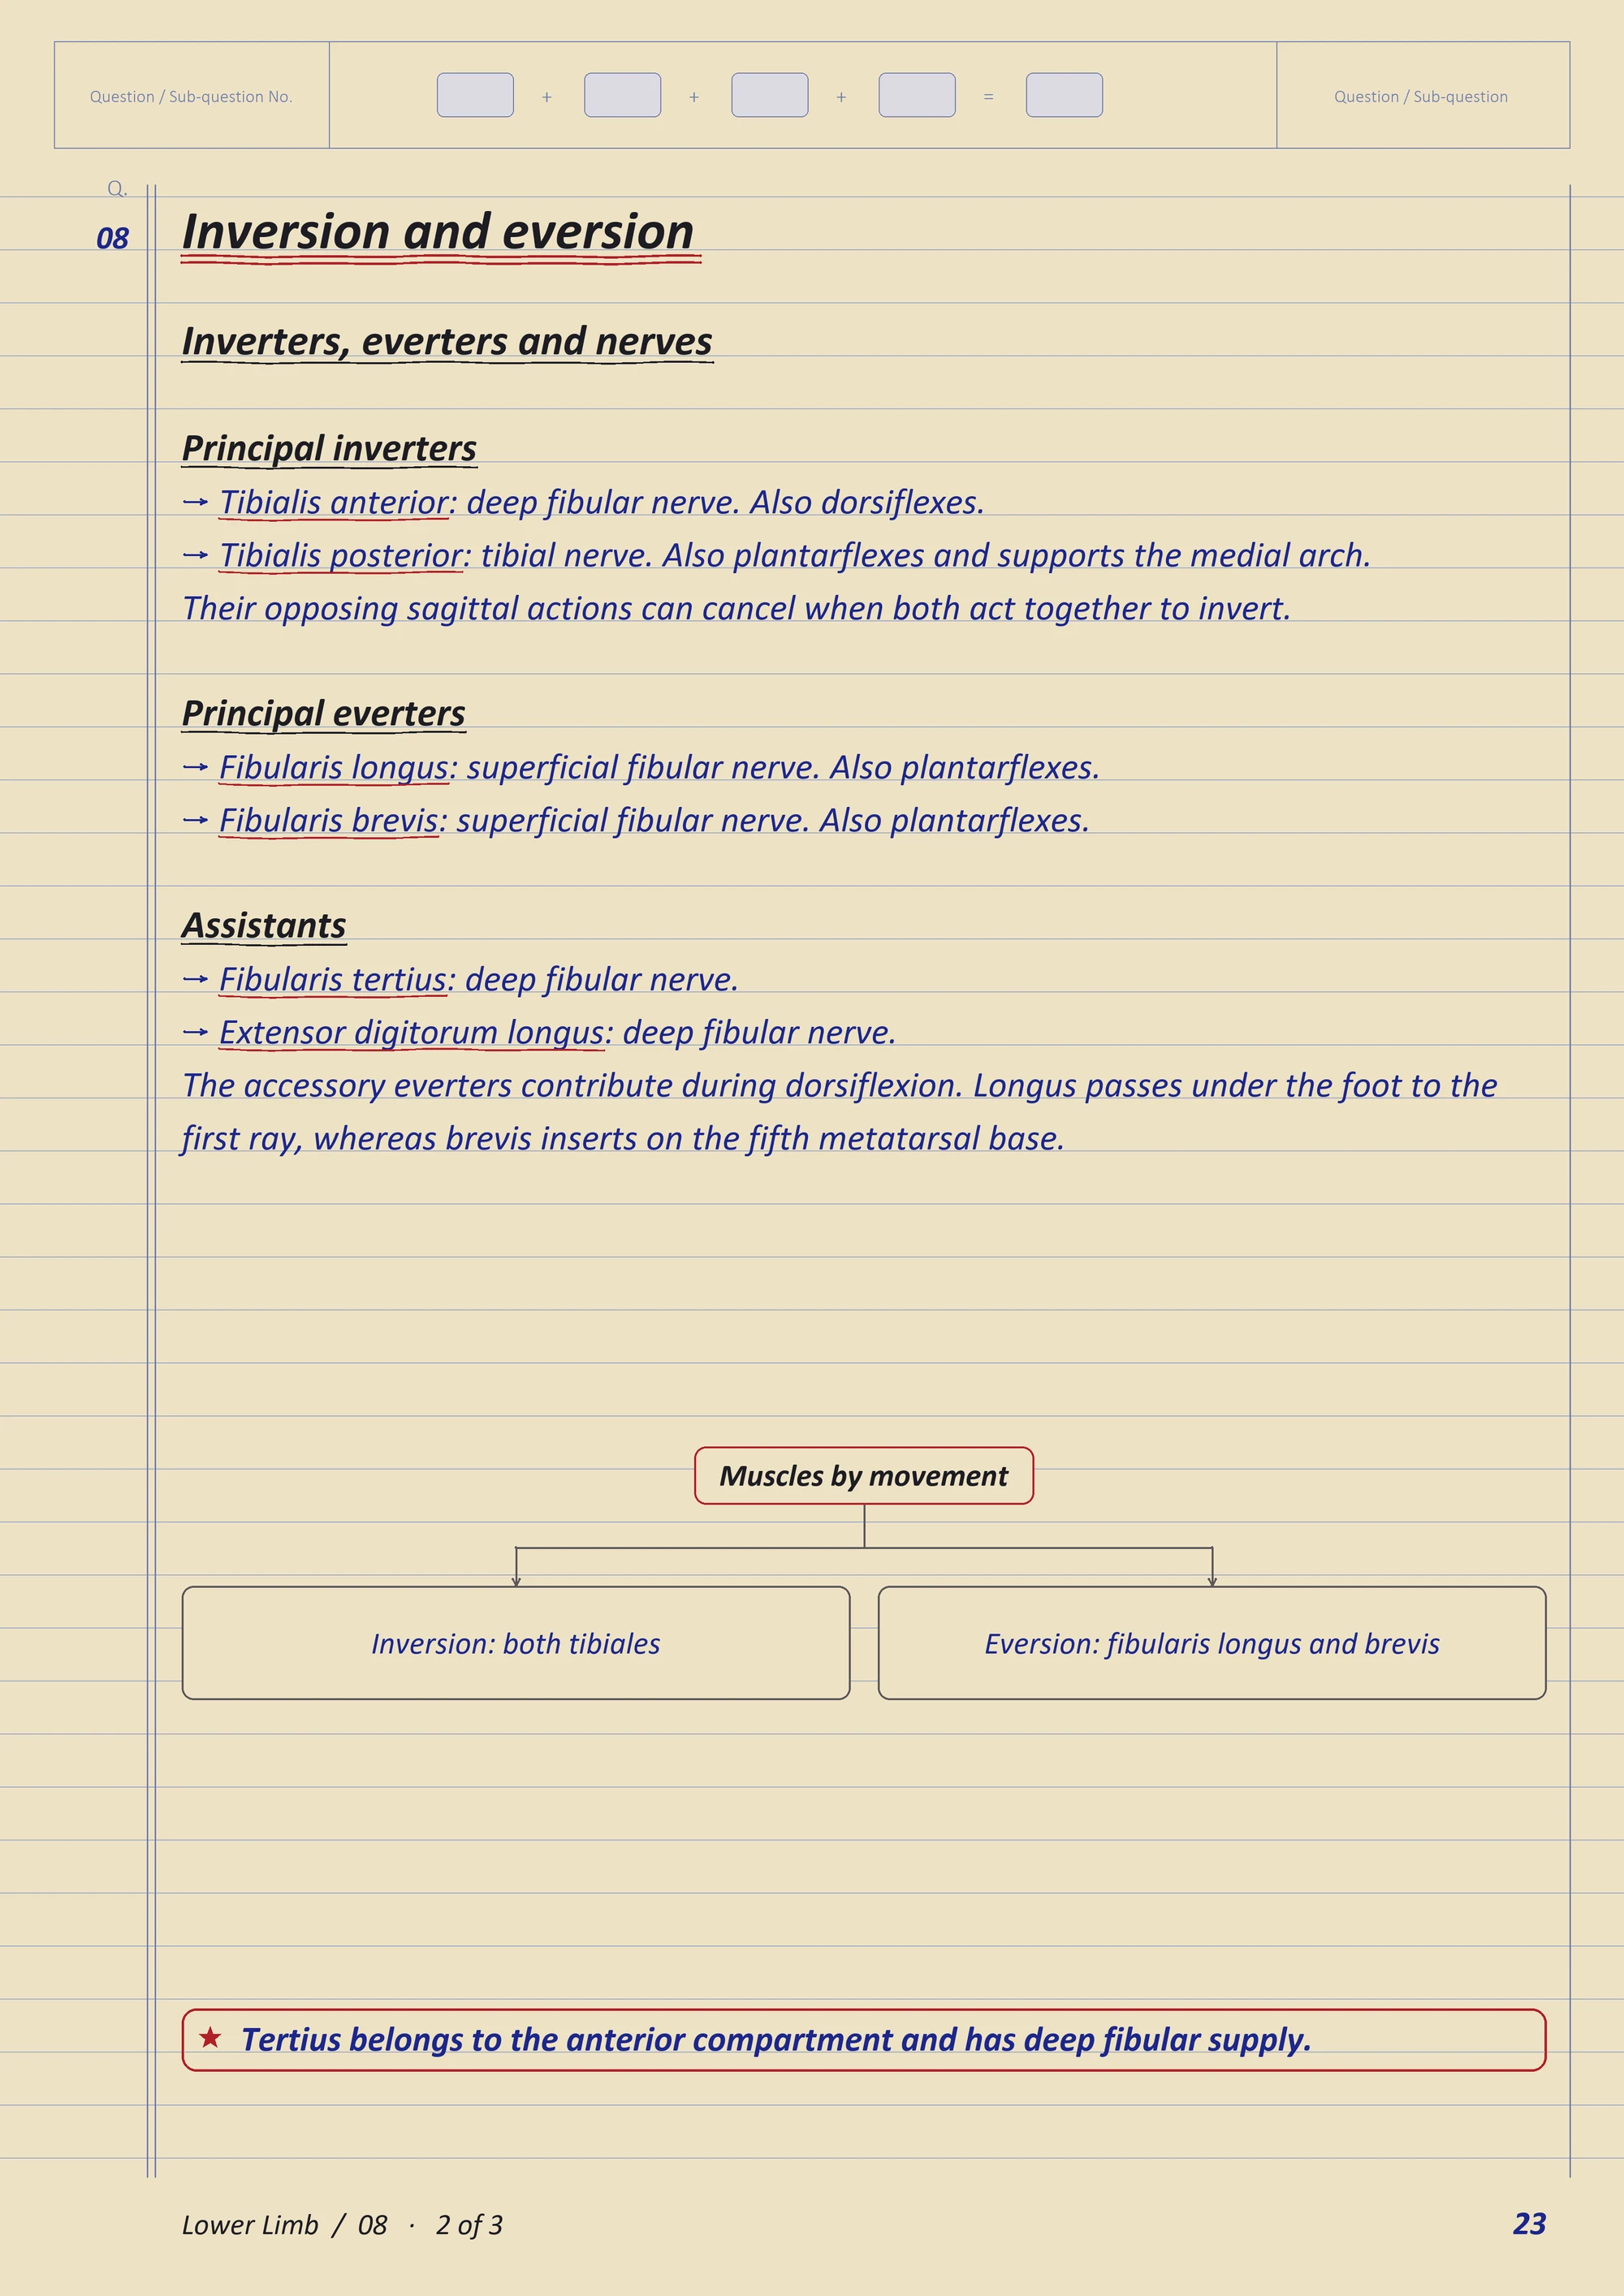 Question / Sub-question No.
+ + + =
Question / Sub-question
Q.
08
Inversion and eversion
Inverters, everters and nerves
Principal inverters
→ Tibialis anterior: deep fibular nerve. Also dorsiflexes.
→ Tibialis posterior: tibial nerve. Also plantarflexes and supports the medial arch.
Their opposing sagittal actions can cancel when both act together to invert.
Principal everters
→ Fibularis longus: superficial fibular nerve. Also plantarflexes.
→ Fibularis brevis: superficial fibular nerve. Also plantarflexes.
Assistants
→ Fibularis tertius: deep fibular nerve.
→ Extensor digitorum longus: deep fibular nerve.
The accessory everters contribute during dorsiflexion. Longus passes under the foot to the
first ray, whereas brevis inserts on the fifth metatarsal base.
Muscles by movement
Inversion: both tibiales
Eversion: fibularis longus and brevis
★ Tertius belongs to the anterior compartment and has deep fibular supply.
Lower Limb / 08 · 2 of 3
23